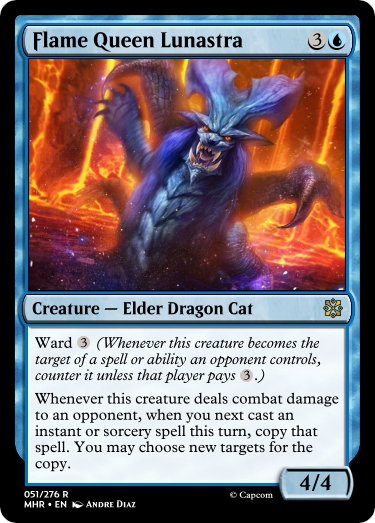 Flame Queen Lunastra 3
Creature — Elder Dragon Cat
Ward 3 (Whenever this creature becomes the
target of a spell or ability an opponent controls,
counter it unless that player pays 3.)
Whenever this creature deals combat damage
to an opponent, when you next cast an
instant or sorcery spell this turn, copy that
spell. You may choose new targets for the
copy.
4/4
051/276 R
MHR • EN Andre Diaz
© Capcom